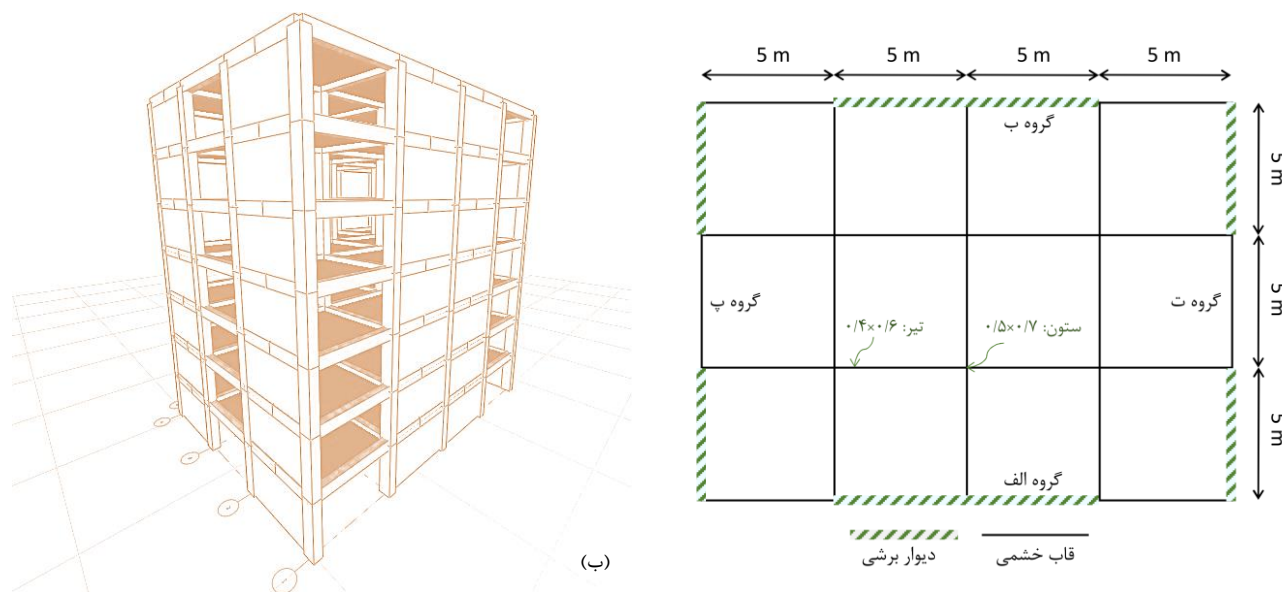 5 m
5 m
5 m
5 m
گروه ب
5 m
گروه پ
گروه ت
5 m
تیر: ۰/۴×۰/۶
ستون: ۰/۵×۰/۷
گروه الف
5 m
دیوار برشی
قاب خشمی
(ب)